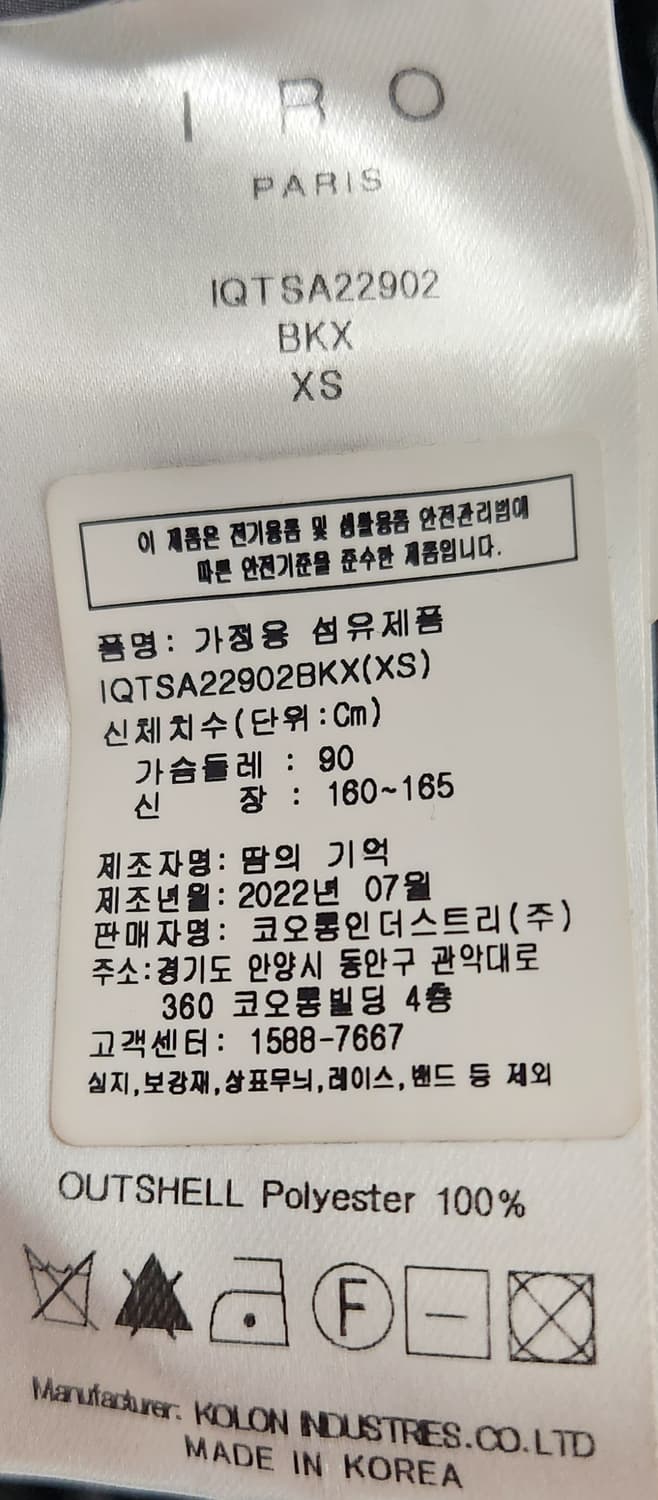 IRO
PARIS
IQTSA22902
BKX
XS
이 제품은 전기용품 및 생활용품 안전관리법에
따른 안전기준을 준수한 제품입니다.
품명: 가정용 섬유제품
IQTSA22902BKX(XS)
신체치수(단위:Cm)
가슴둘레 : 90
신 장 : 160~165
제조자명: 땀의 기억
제조년월: 2022년 07월
판매자명: 코오롱인더스트리(주)
주소:경기도 안양시 동안구 관악대로
360 코오롱빌딩 4층
고객센터: 1588-7667
심지,보강재,상표무늬,레이스,밴드 등 제외
OUTSHELL Polyester 100%
F
Manufacturer: KOLON INDUSTRIES.CO.LTD
MADE IN KOREA